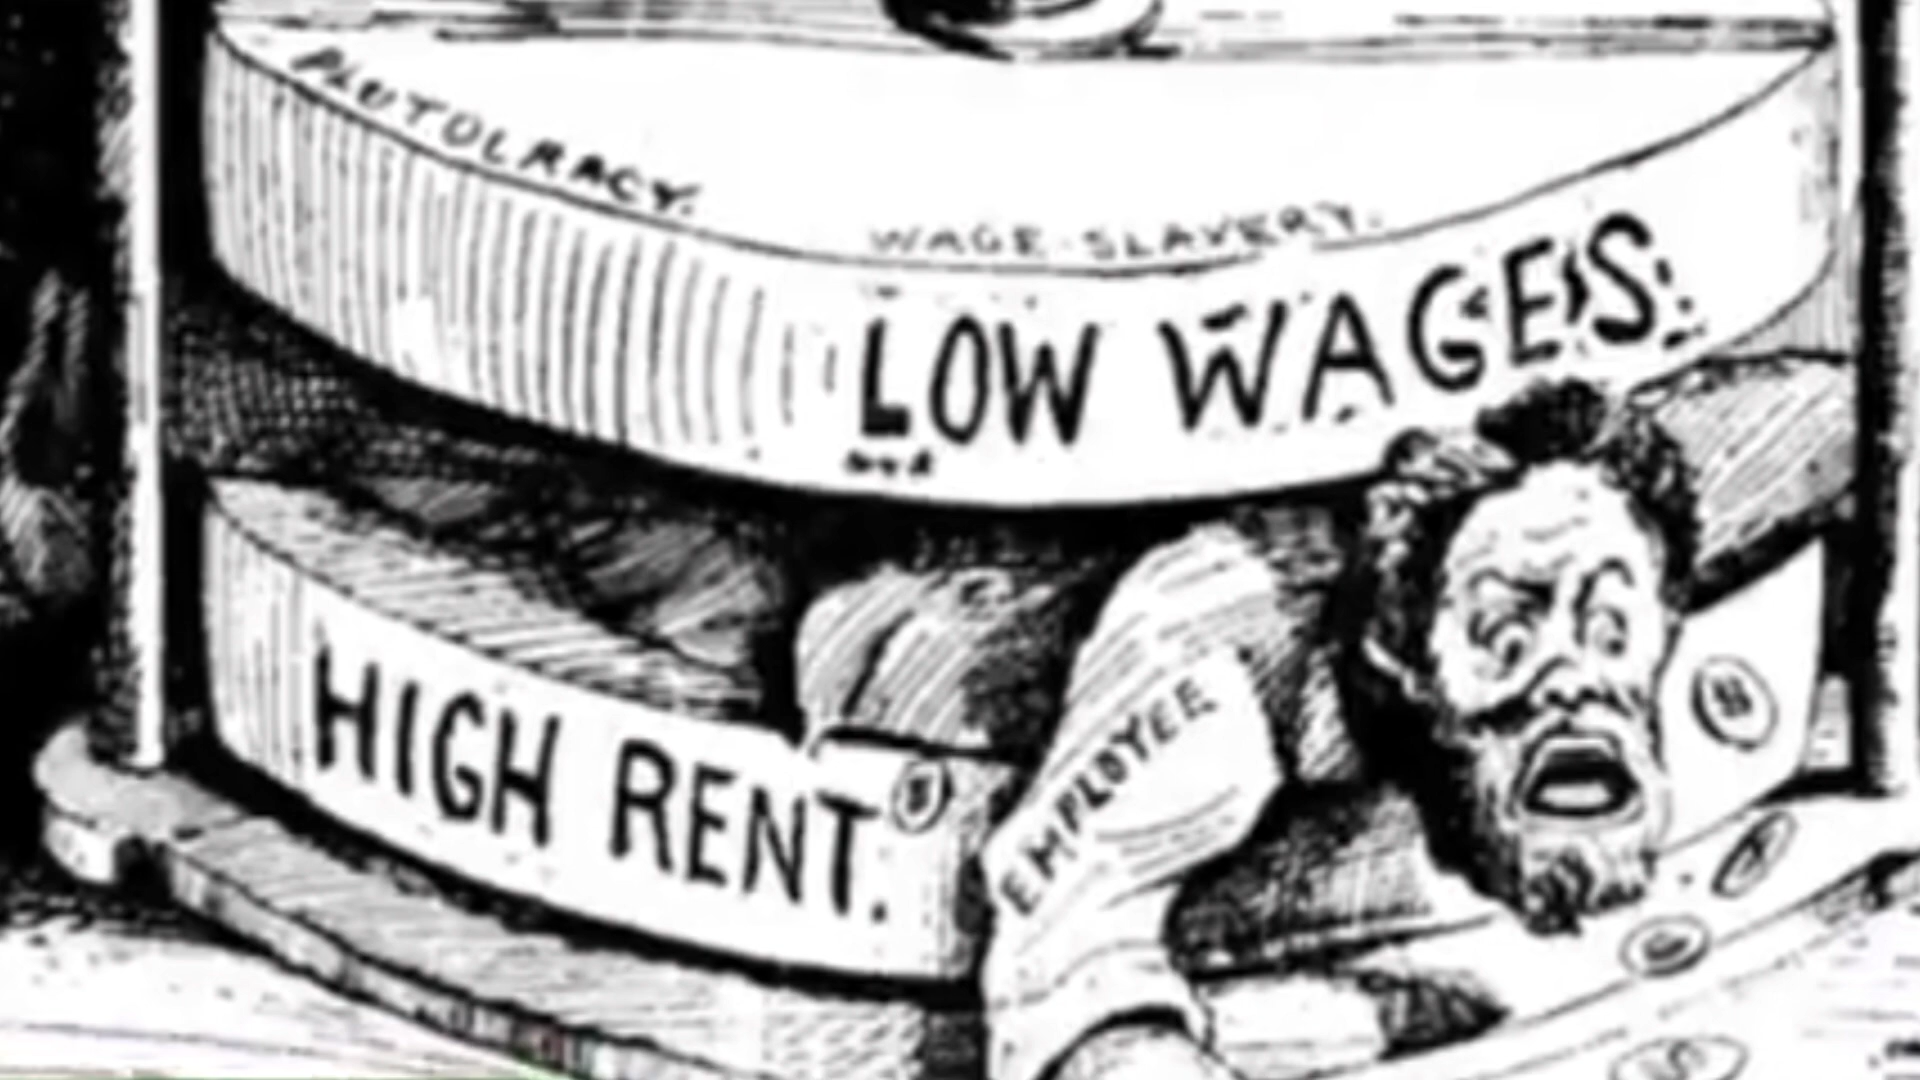 PLUTOCRACY.
WAGE-SLAVERY.
LOW WAGES.
HIGH RENT.
EMPLOYEE